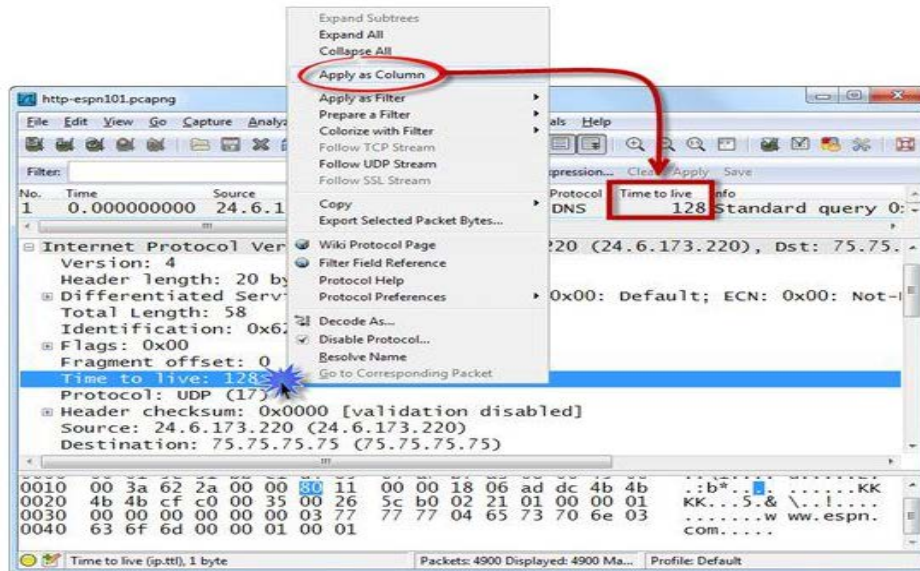 Expand Subtrees
Expand All
Collapse All
Apply as Column
Apply as Filter
Prepare a Filter
Colorize with Filter
Follow TCP Stream
Follow UDP Stream
Follow SSL Stream
Copy
Export Selected Packet Bytes...
Wiki Protocol Page
Filter Field Reference
Protocol Help
Protocol Preferences
Decode As...
Disable Protocol...
Resolve Name
Go to Corresponding Packet
http-espn101.pcapng
File Edit View Go Capture Analyz als Help
Filter: xpression... Clear Apply Save
No. Time Source Protocol Time to live nfo
1 0.000000000 24.6.1 DNS 128 Standard query 0:
Internet Protocol Ver 220 (24.6.173.220), Dst: 75.75.
Version: 4
Header length: 20 by
Differentiated Serv 0x00: Default; ECN: 0x00: Not-
Total Length: 58
Identification: 0x62
Flags: 0x00
Fragment offset: 0
Time to live: 128
Protocol: UDP (17)
Header checksum: 0x0000 [validation disabled]
Source: 24.6.173.220 (24.6.173.220)
Destination: 75.75.75.75 (75.75.75.75)
0010 00 3a 62 2a 00 00 80 11 00 00 18 06 ad dc 4b 4b .:b*.. ........KK
0020 4b 4b cf c0 00 35 00 26 5c b0 02 21 01 00 00 01 KK...5.& \..!....
0030 00 00 00 00 00 00 03 77 77 77 04 65 73 70 6e 03 .......w ww.espn.
0040 63 6f 6d 00 00 01 00 01 com.....
Time to live (ip.ttl), 1 byte Packets: 4900 Displayed: 4900 Ma... Profile: Default